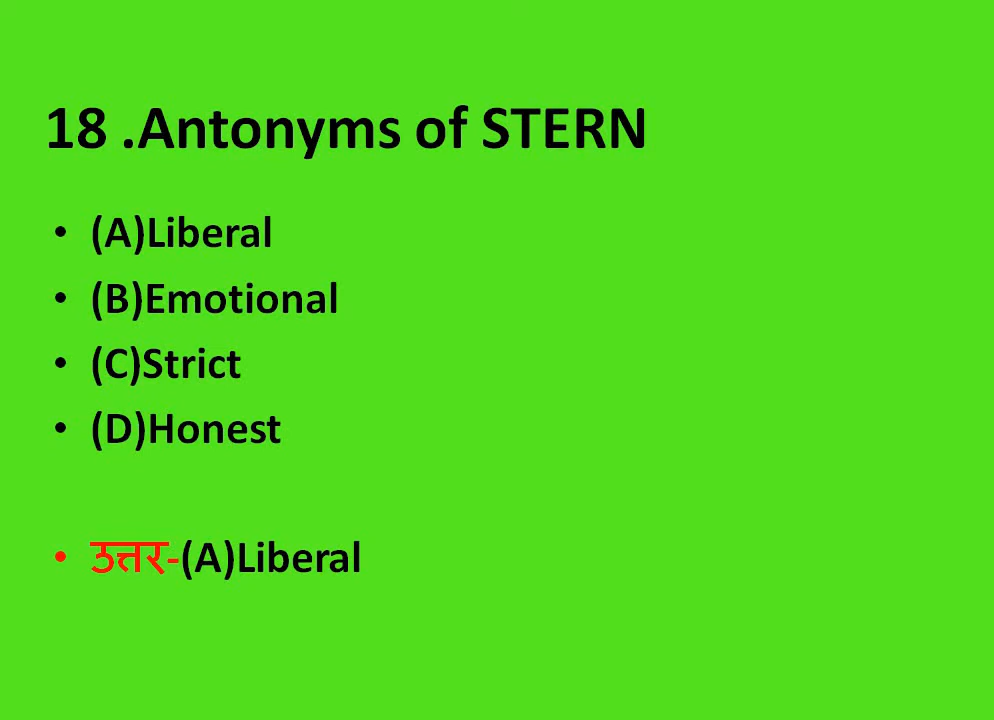 18 .Antonyms of STERN
• (A)Liberal
• (B)Emotional
• (C)Strict
• (D)Honest
• उत्तर-(A)Liberal